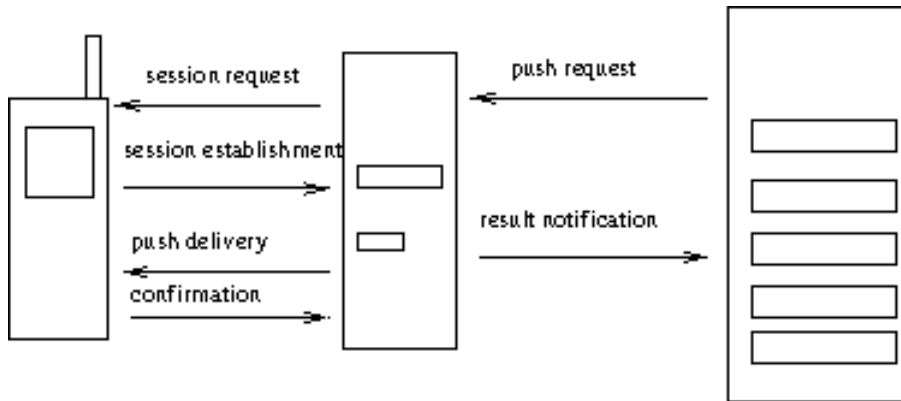 session request
push request
session establishment
result notification
push delivery
confirmation